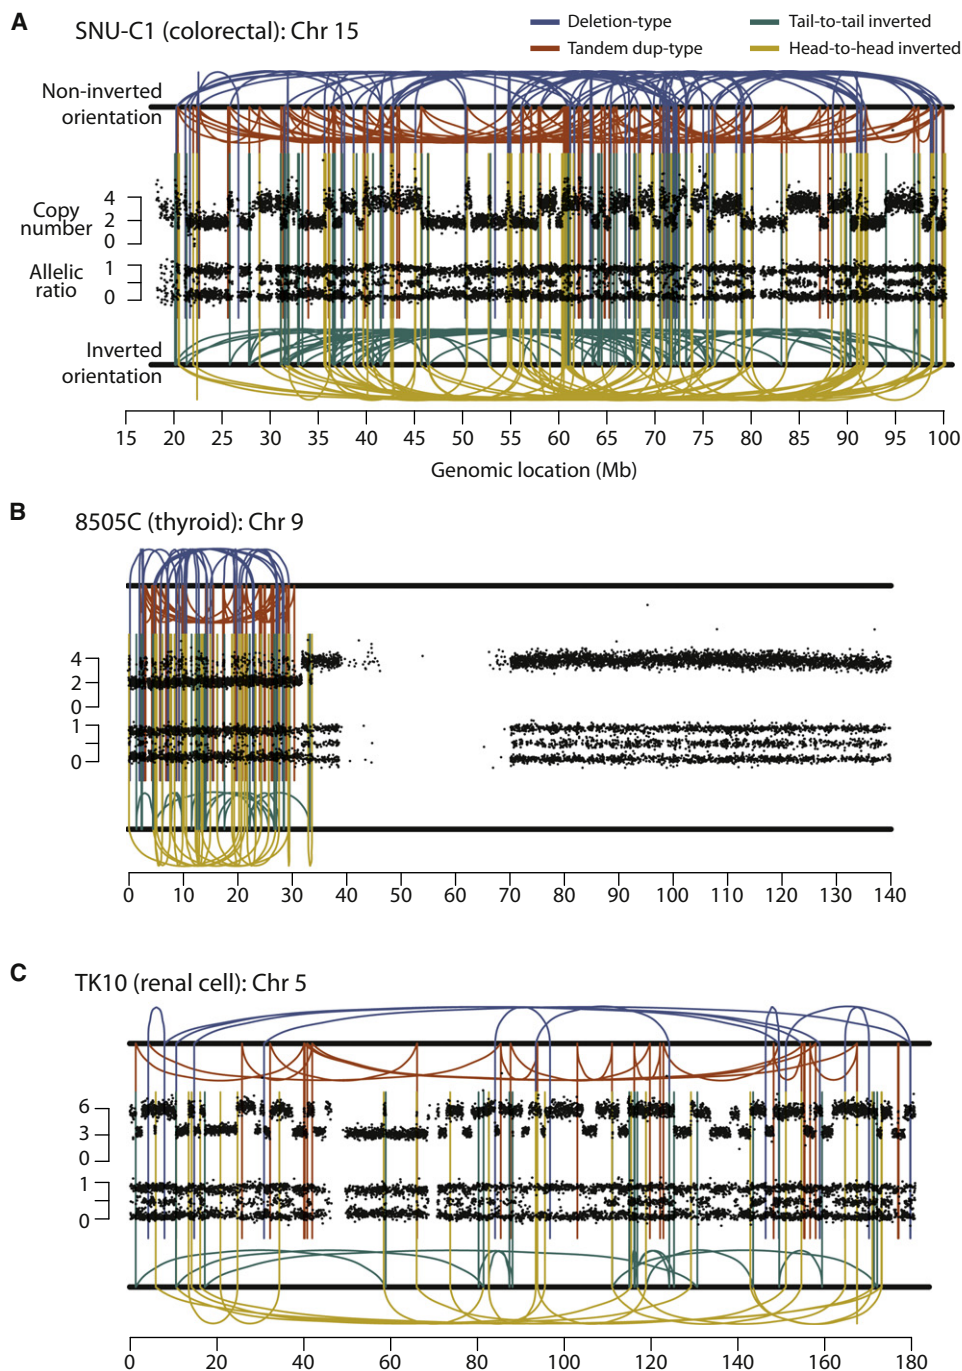 A
SNU-C1 (colorectal): Chr 15
Deletion-type
Tandem dup-type
Tail-to-tail inverted
Head-to-head inverted
Non-inverted
orientation
Copy
number
4
2
0
Allelic
ratio
1
0
Inverted
orientation
15 20 25 30 35 40 45 50 55 60 65 70 75 80 85 90 95 100
Genomic location (Mb)
B
8505C (thyroid): Chr 9
4
2
0
1
0
0 10 20 30 40 50 60 70 80 90 100 110 120 130 140
C
TK10 (renal cell): Chr 5
6
3
0
1
0
0 20 40 60 80 100 120 140 160 180